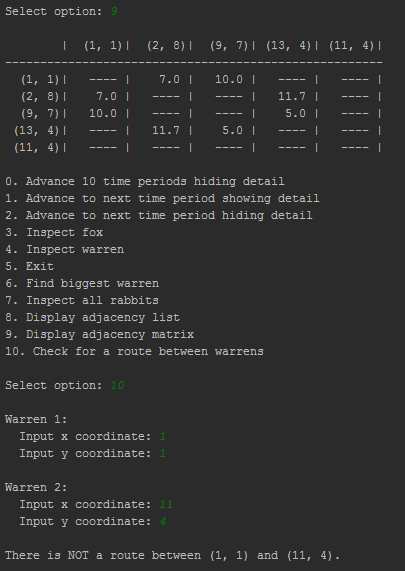 Select option: 9
| (1, 1)| (2, 8)| (9, 7)| (13, 4)| (11, 4)|
----------------------------------------------------------
(1, 1)| ---- | 7.0 | 10.0 | ---- | ---- |
(2, 8)| 7.0 | ---- | ---- | 11.7 | ---- |
(9, 7)| 10.0 | ---- | ---- | 5.0 | ---- |
(13, 4)| ---- | 11.7 | 5.0 | ---- | ---- |
(11, 4)| ---- | ---- | ---- | ---- | ---- |
0. Advance 10 time periods hiding detail
1. Advance to next time period showing detail
2. Advance to next time period hiding detail
3. Inspect fox
4. Inspect warren
5. Exit
6. Find biggest warren
7. Inspect all rabbits
8. Display adjacency list
9. Display adjacency matrix
10. Check for a route between warrens
Select option: 10
Warren 1:
Input x coordinate: 1
Input y coordinate: 1
Warren 2:
Input x coordinate: 11
Input y coordinate: 4
There is NOT a route between (1, 1) and (11, 4).